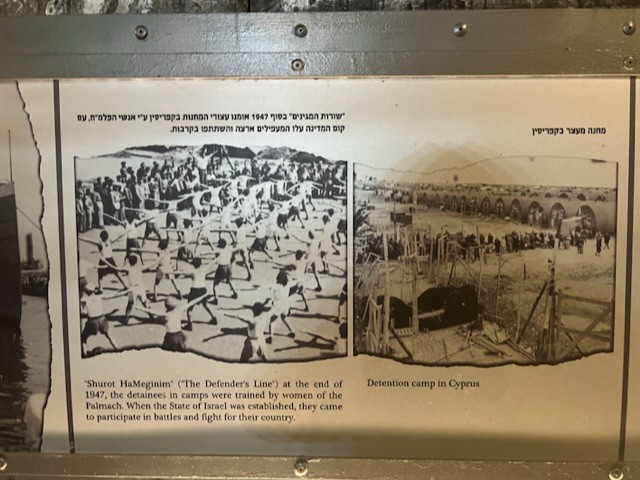 "שורות המגינים" בסוף 1947 אומנו עצורי המחנות בקפריסין ע"י אנשי הפלמ"ח, עם
קום המדינה עלו המעפילים ארצה והשתתפו בקרבות.
מחנה מעצר בקפריסין
'Shurot HaMeginim' ("The Defender's Line") at the end of
1947, the detainees in camps were trained by women of the
Palmach. When the State of Israel was established, they came
to participate in battles and fight for their country.
Detention camp in Cyprus